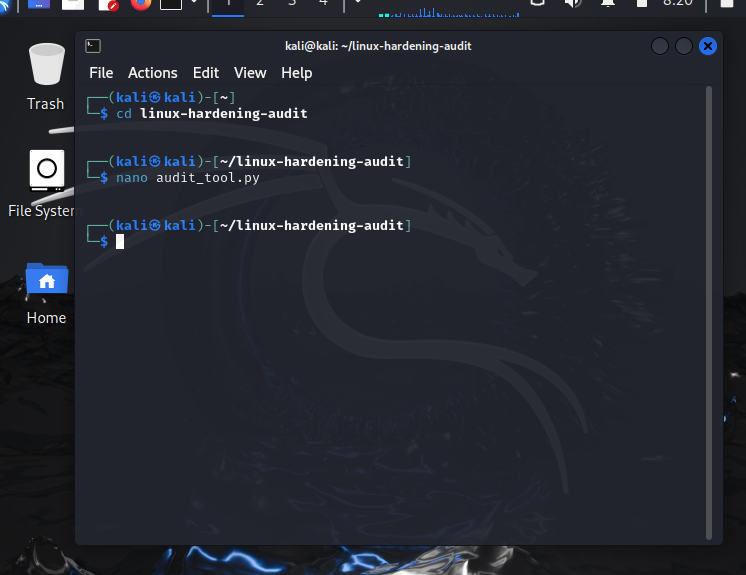 1 2 3 4 8:20
kali@kali: ~/linux-hardening-audit
File Actions Edit View Help
Trash
File System
Home
┌──(kali㉿kali)-[~]
└─$ cd linux-hardening-audit
┌──(kali㉿kali)-[~/linux-hardening-audit]
└─$ nano audit_tool.py
┌──(kali㉿kali)-[~/linux-hardening-audit]
└─$